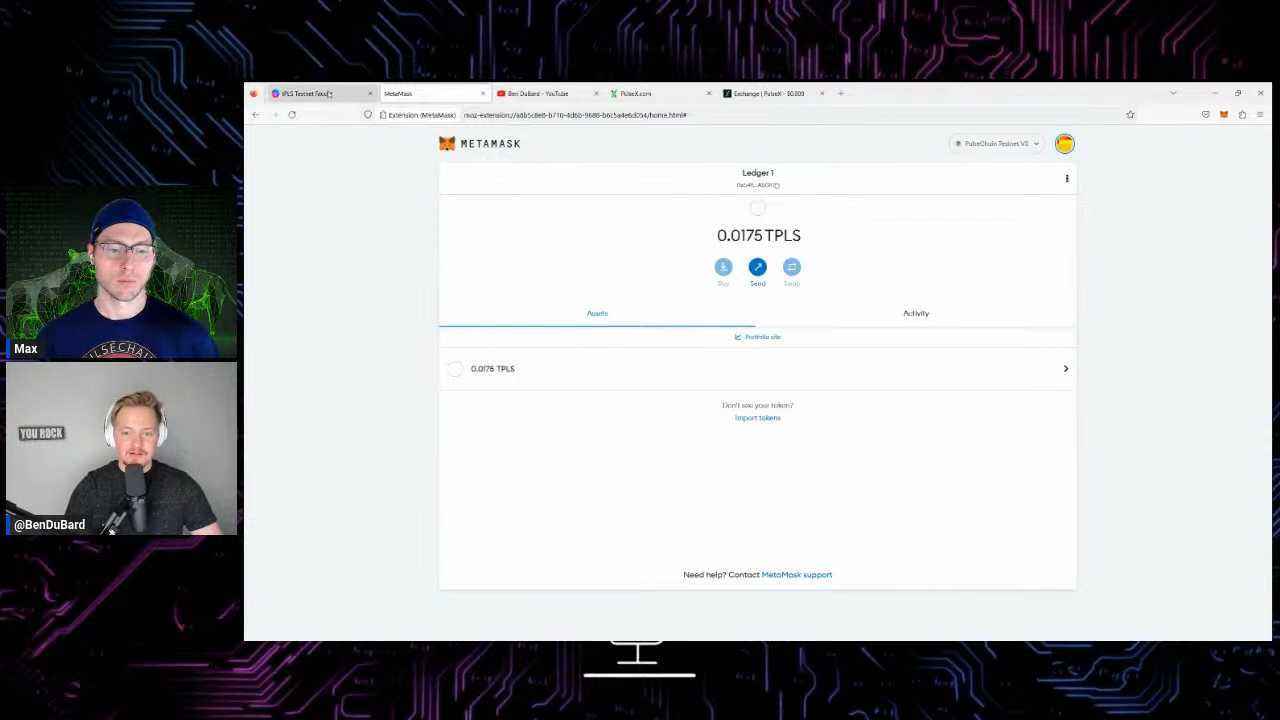 tPLS Testnet Faucet
MetaMask
Ben DuBard - YouTube
PulseX.com
Exchange | PulseX - $0.000
Extension (MetaMask)
METAMASK
PulseChain Testnet V3
Ledger 1
0.0175 TPLS
Buy
Send
Swap
Assets
Activity
Portfolio site
0.0175 TPLS
Don't see your token?
Import tokens
Need help? Contact MetaMask support
Max
YOU ROCK
@BenDuBard